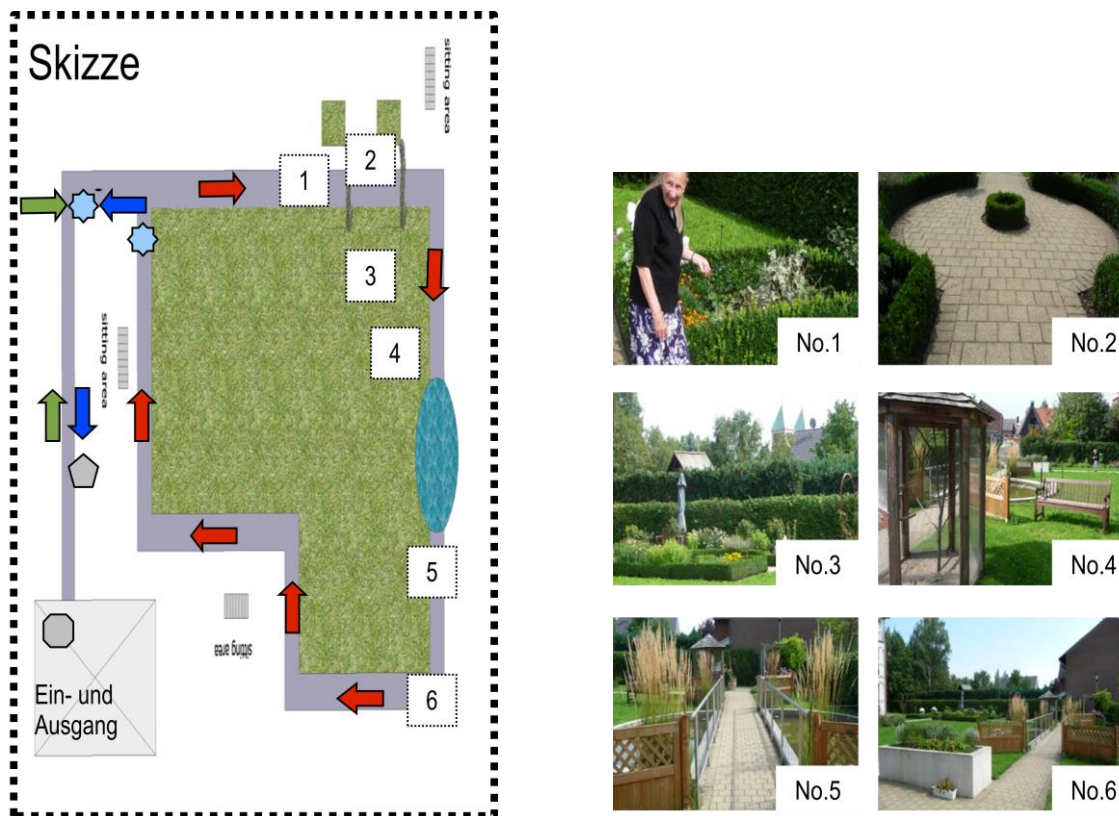 Skizze
sitting area
1
2
3
4
sitting area
5
sitting area
6
Ein- und
Ausgang
No.1
No.2
No.3
No.4
No.5
No.6